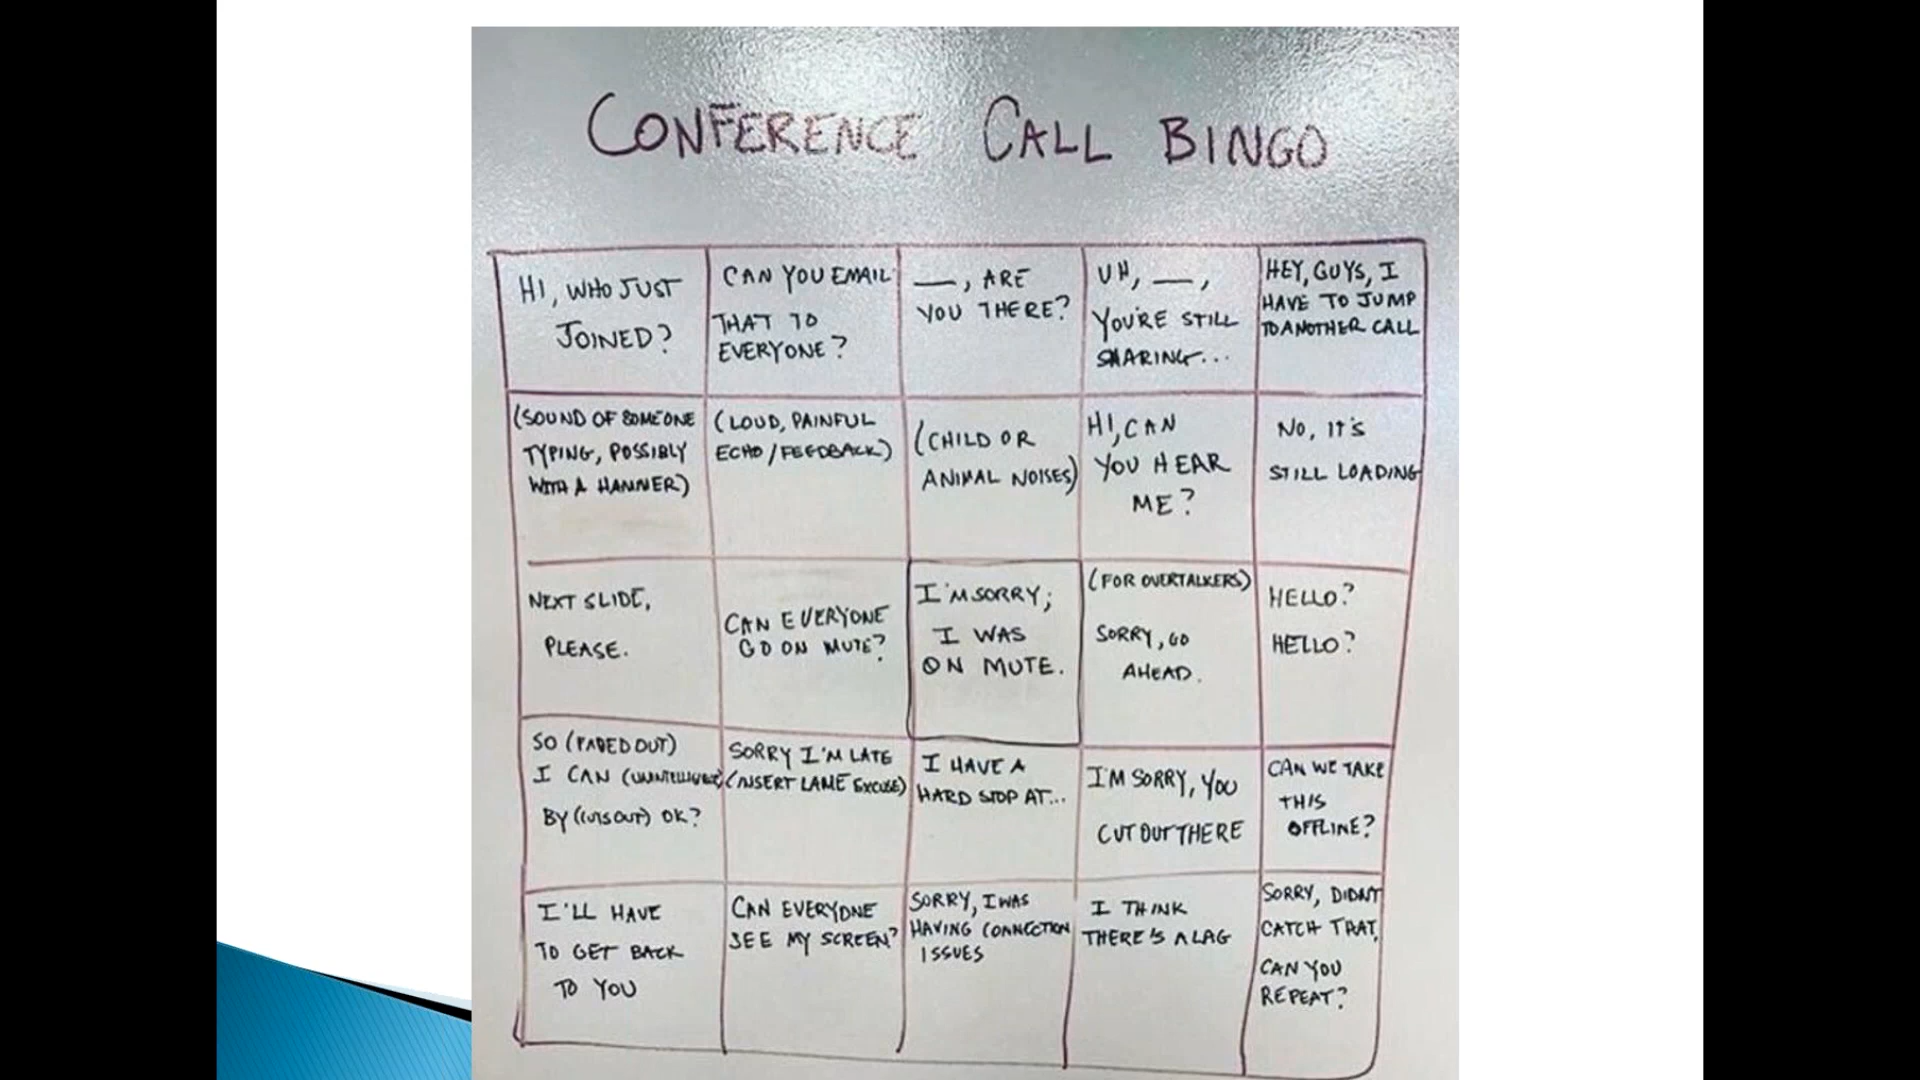 CONFERENCE CALL BINGO
HI, WHO JUST
JOINED?
CAN YOU EMAIL
THAT TO
EVERYONE?
___, ARE
YOU THERE?
UH, ___,
YOU'RE STILL
SHARING...
HEY, GUYS, I
HAVE TO JUMP
TO ANOTHER CALL
(SOUND OF SOMEONE
TYPING, POSSIBLY
WITH A HAMMER)
(LOUD, PAINFUL
ECHO/FEEDBACK)
(CHILD OR
ANIMAL NOISES)
HI, CAN
YOU HEAR
ME?
NO, IT'S
STILL LOADING
NEXT SLIDE,
PLEASE.
CAN EVERYONE
GO ON MUTE?
I'M SORRY;
I WAS
ON MUTE.
(FOR OVERTALKERS)
SORRY, GO
AHEAD.
HELLO?
HELLO?
SO (FADED OUT)
I CAN (UNINTELLIGIBLE)
BY (CUTS OUT) OK?
SORRY I'M LATE
(INSERT LAME EXCUSE)
I HAVE A
HARD STOP AT...
I'M SORRY, YOU
CUT OUT THERE
CAN WE TAKE
THIS
OFFLINE?
I'LL HAVE
TO GET BACK
TO YOU
CAN EVERYONE
SEE MY SCREEN?
SORRY, I WAS
HAVING CONNECTION
ISSUES
I THINK
THERE'S A LAG
SORRY, DIDN'T
CATCH THAT,
CAN YOU
REPEAT?